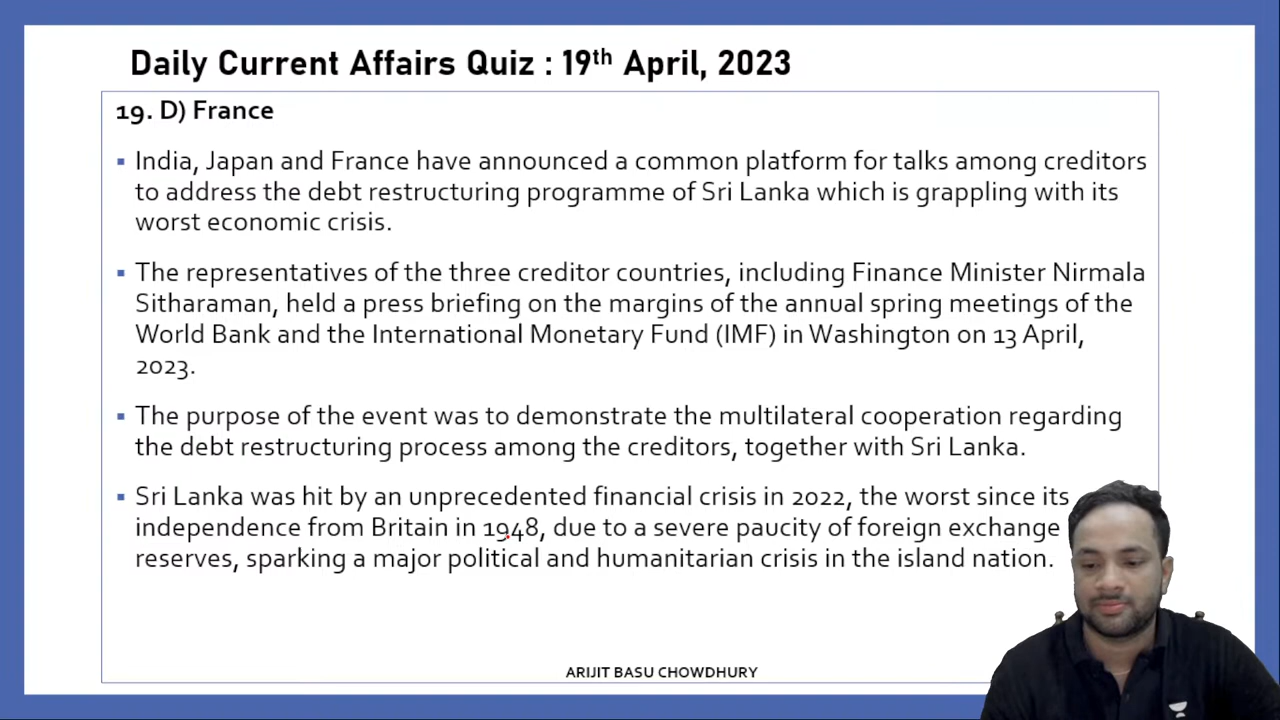 Daily Current Affairs Quiz : 19th April, 2023
19. D) France
▪ India, Japan and France have announced a common platform for talks among creditors
to address the debt restructuring programme of Sri Lanka which is grappling with its
worst economic crisis.
▪ The representatives of the three creditor countries, including Finance Minister Nirmala
Sitharaman, held a press briefing on the margins of the annual spring meetings of the
World Bank and the International Monetary Fund (IMF) in Washington on 13 April,
2023.
▪ The purpose of the event was to demonstrate the multilateral cooperation regarding
the debt restructuring process among the creditors, together with Sri Lanka.
▪ Sri Lanka was hit by an unprecedented financial crisis in 2022, the worst since its
independence from Britain in 1948, due to a severe paucity of foreign exchange
reserves, sparking a major political and humanitarian crisis in the island nation.
ARIJIT BASU CHOWDHURY